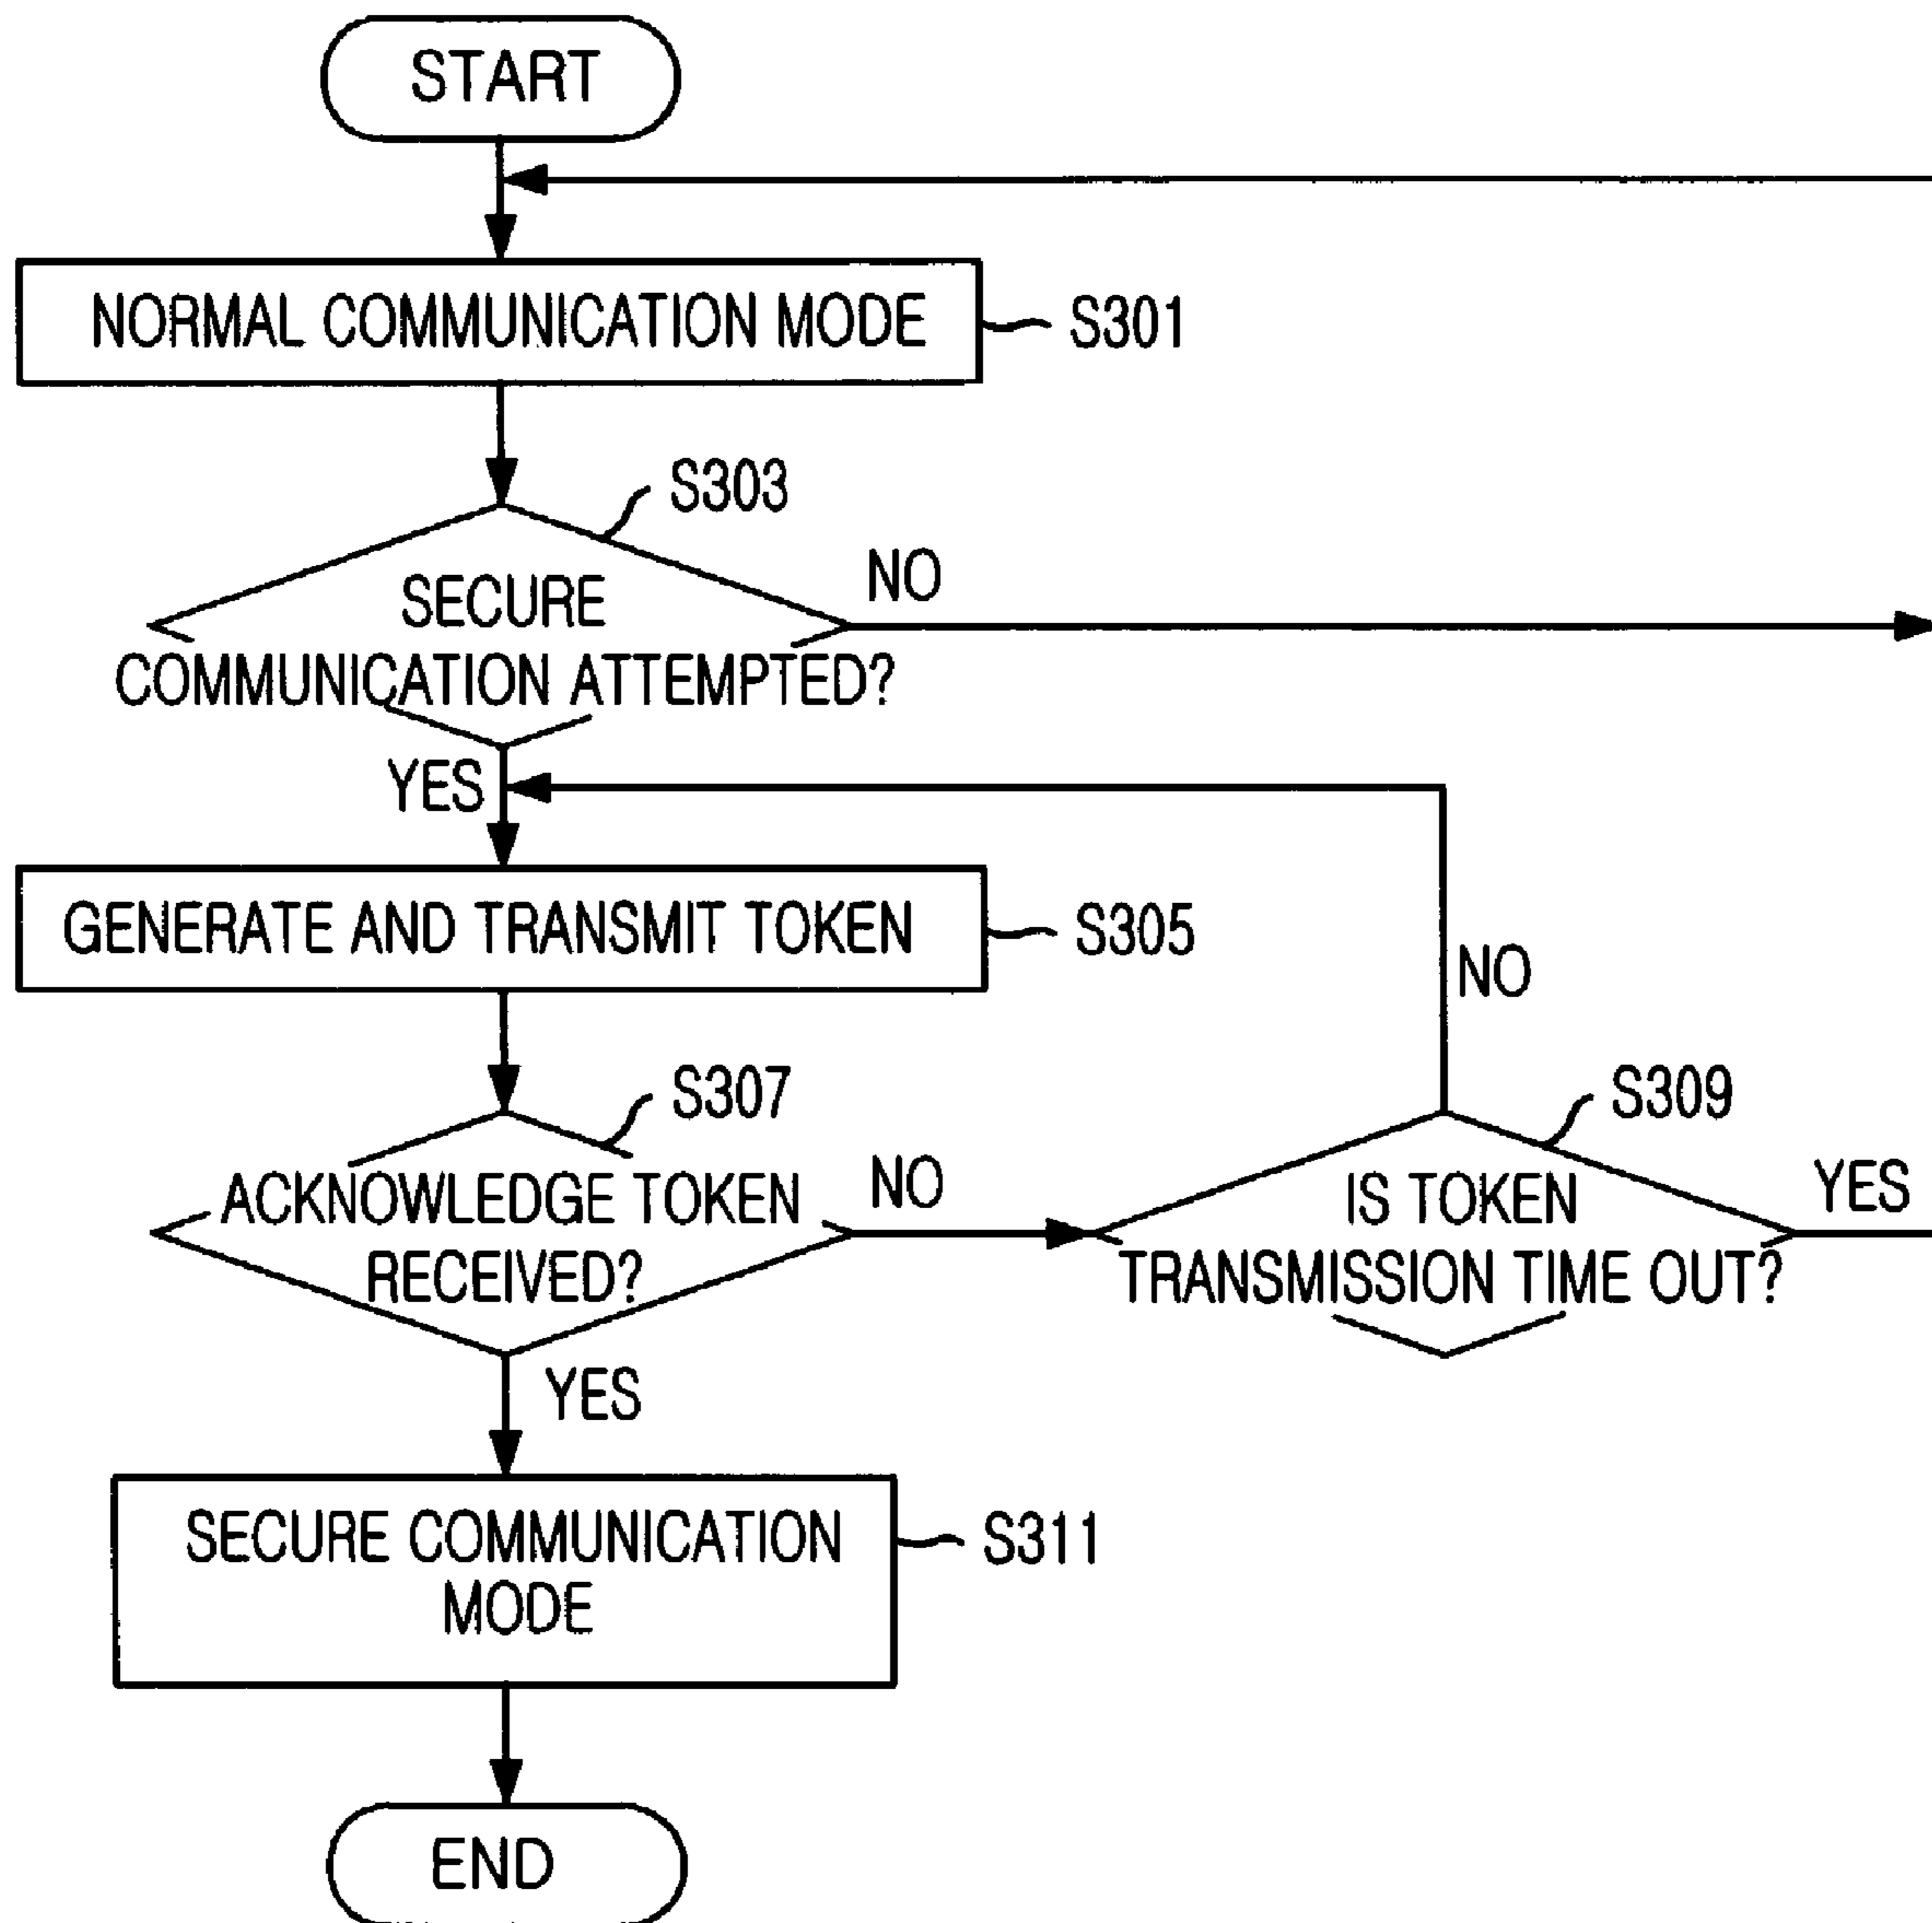 START
NORMAL COMMUNICATION MODE
S301
S303
SECURE
COMMUNICATION ATTEMPTED?
NO
YES
GENERATE AND TRANSMIT TOKEN
S305
NO
S307
ACKNOWLEDGE TOKEN
RECEIVED?
NO
S309
IS TOKEN
TRANSMISSION TIME OUT?
YES
YES
SECURE COMMUNICATION
MODE
S311
END